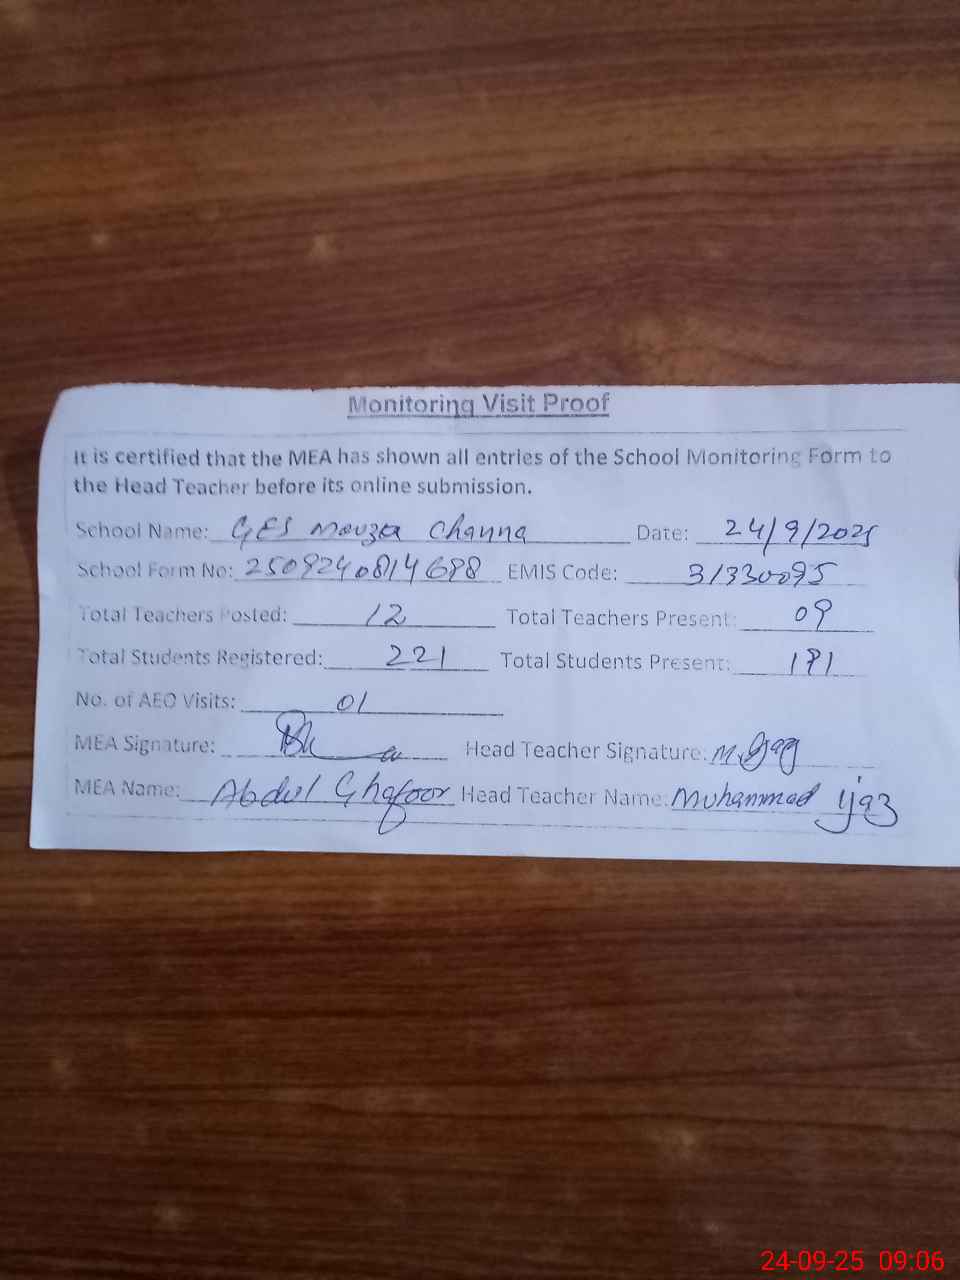 Monitoring Visit Proof
It is certified that the MEA has shown all entries of the School Monitoring Form to
the Head Teacher before its online submission.
School Name: GES Mouza Channa Date: 24/9/2025
School Form No: 2509240814698 EMIS Code: 31330095
Total Teachers Posted: 12 Total Teachers Present: 09
Total Students Registered: 221 Total Students Present: 191
No. of AEO Visits: 01
MEA Signature: Head Teacher Signature: M.Ijaz
MEA Name: Abdul Ghafoor Head Teacher Name: Muhammad Ijaz
24-09-25 09:06